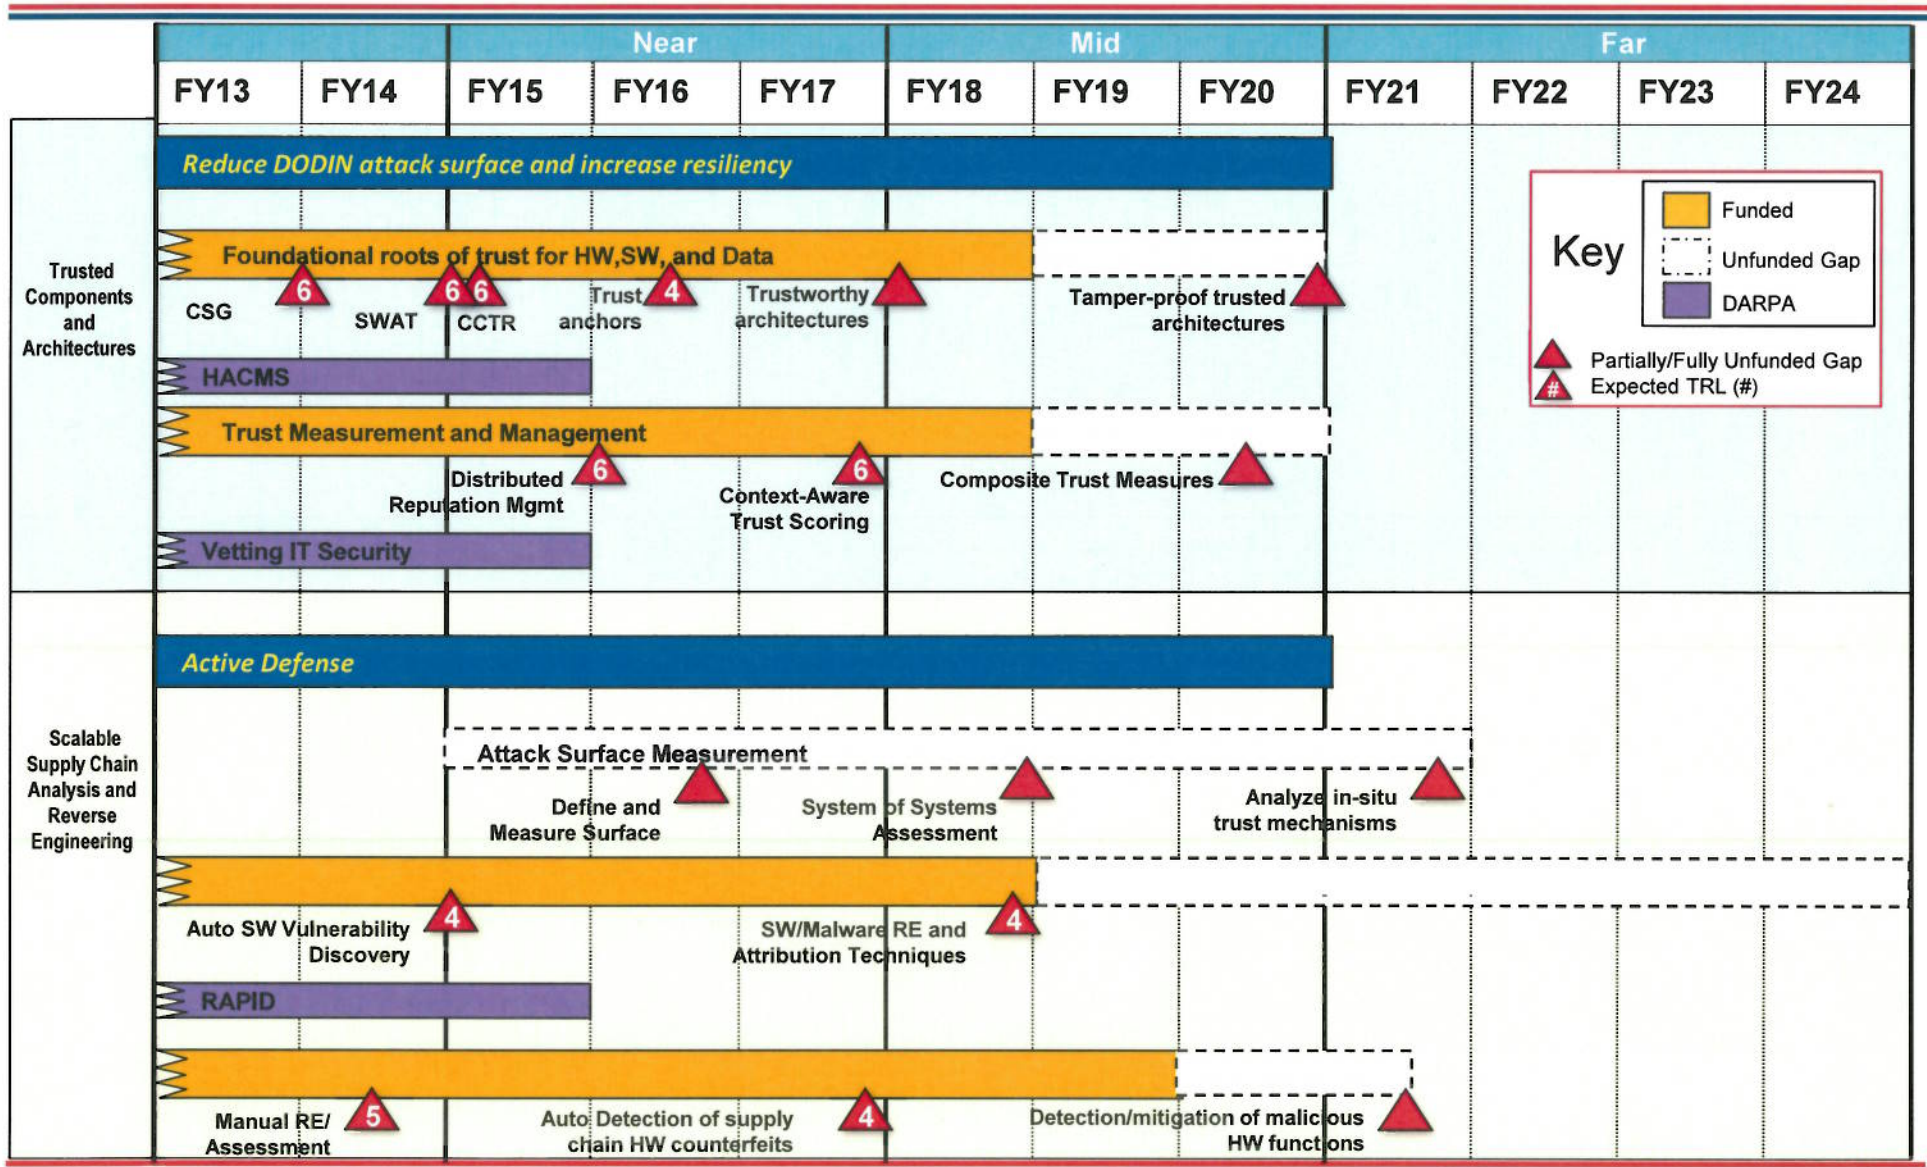 Near Mid Far
FY13 FY14 FY15 FY16 FY17 FY18 FY19 FY20 FY21 FY22 FY23 FY24
Trusted
Components
and
Architectures
Reduce DODIN attack surface and increase resiliency
Foundational roots of trust for HW,SW, and Data
6
6
6
4
CSG
SWAT
CCTR
Trust
anchors
Trustworthy
architectures
Tamper-proof trusted
architectures
HACMS
Trust Measurement and Management
Distributed
Reputation Mgmt
6
Context-Aware
Trust Scoring
6
Composite Trust Measures
Vetting IT Security
Key
Funded
Unfunded Gap
DARPA
Partially/Fully Unfunded Gap
# Expected TRL (#)
Scalable
Supply Chain
Analysis and
Reverse
Engineering
Active Defense
Attack Surface Measurement
Define and
Measure Surface
System of Systems
Assessment
Analyze in-situ
trust mechanisms
Auto SW Vulnerability
Discovery
4
SW/Malware RE and
Attribution Techniques
4
RAPID
Manual RE/
Assessment
5
Auto Detection of supply
chain HW counterfeits
4
Detection/mitigation of malicious
HW functions